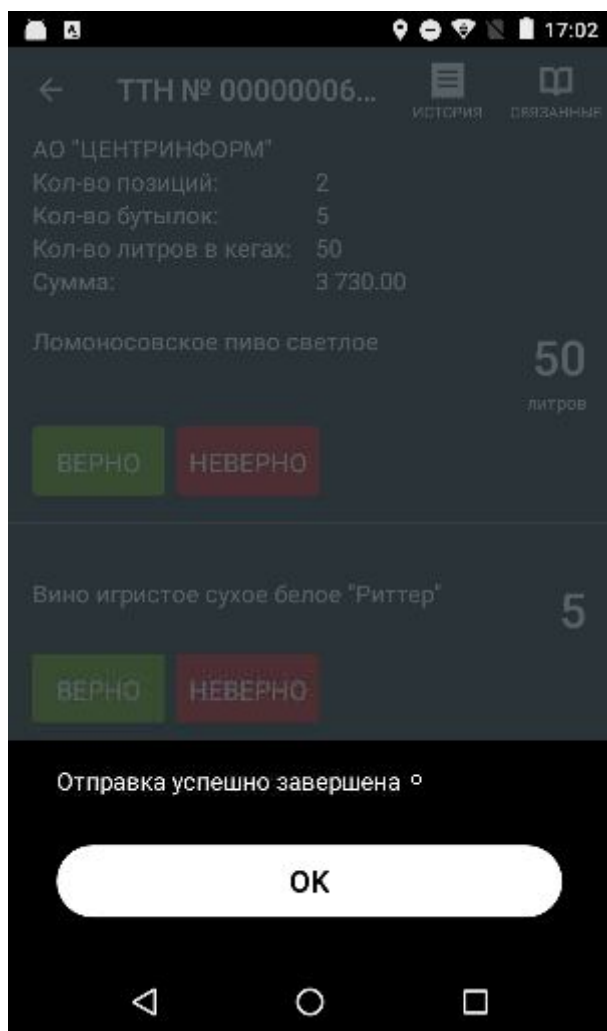 17:02
ТТН № 00000006...
ИСТОРИЯ
СВЯЗАННЫЕ
АО "ЦЕНТРИНФОРМ"
Кол-во позиций: 2
Кол-во бутылок: 5
Кол-во литров в кегах: 50
Сумма: 3 730.00
Ломоносовское пиво светлое
50
литров
ВЕРНО НЕВЕРНО
Вино игристое сухое белое "Риттер"
5
ВЕРНО НЕВЕРНО
Отправка успешно завершена
ОК